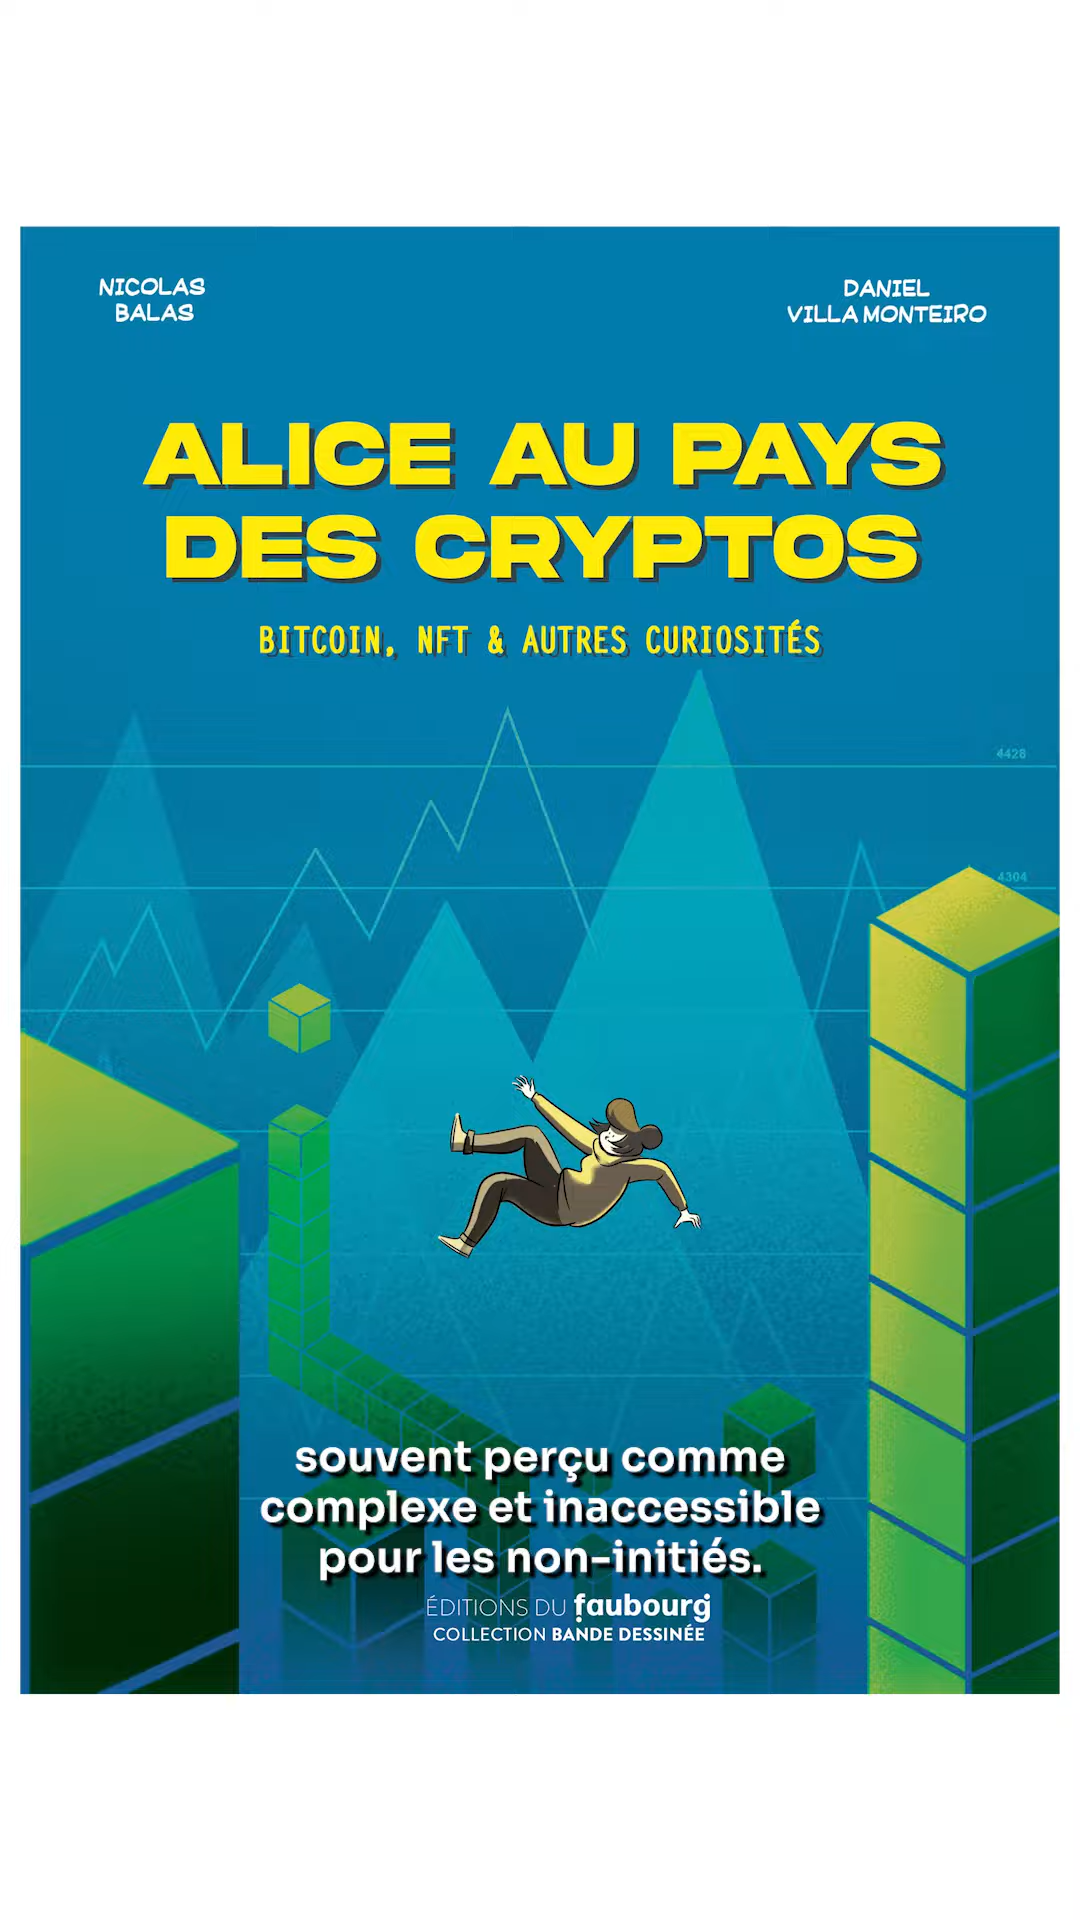 NICOLAS
BALAS
DANIEL
VILLA MONTEIRO
ALICE AU PAYS
DES CRYPTOS
BITCOIN, NFT & AUTRES CURIOSITÉS
4428
4304
souvent perçu comme
complexe et inaccessible
pour les non-initiés.
ÉDITIONS DU faubourg
COLLECTION BANDE DESSINÉE